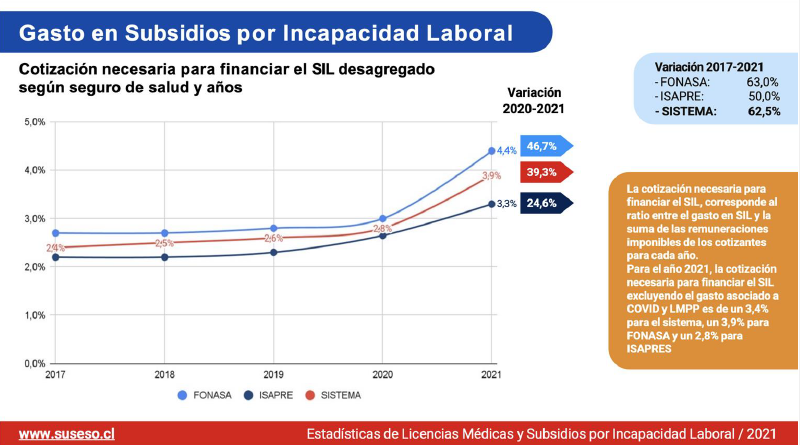 Gasto en Subsidios por Incapacidad Laboral
Cotización necesaria para financiar el SIL desagregado
según seguro de salud y años
Variación
2020-2021
Variación 2017-2021
- FONASA: 63,0%
- ISAPRE: 50,0%
- SISTEMA: 62,5%
5,0%
4,0%
3,0%
2,0%
1,0%
0,0%
2,4%
2,5%
2,6%
2,8%
4,4%
3,9%
3,3%
46,7%
39,3%
24,6%
2017
2018
2019
2020
2021
FONASA
ISAPRE
SISTEMA
La cotización necesaria para
financiar el SIL, corresponde al
ratio entre el gasto en SIL y la
suma de las remuneraciones
imponibles de los cotizantes
para cada año.
Para el año 2021, la cotización
necesaria para financiar el SIL
excluyendo el gasto asociado a
COVID y LMPP es de un 3,4%
para el sistema, un 3,9% para
FONASA y un 2,8% para
ISAPRES
www.suseso.cl
Estadísticas de Licencias Médicas y Subsidios por Incapacidad Laboral / 2021